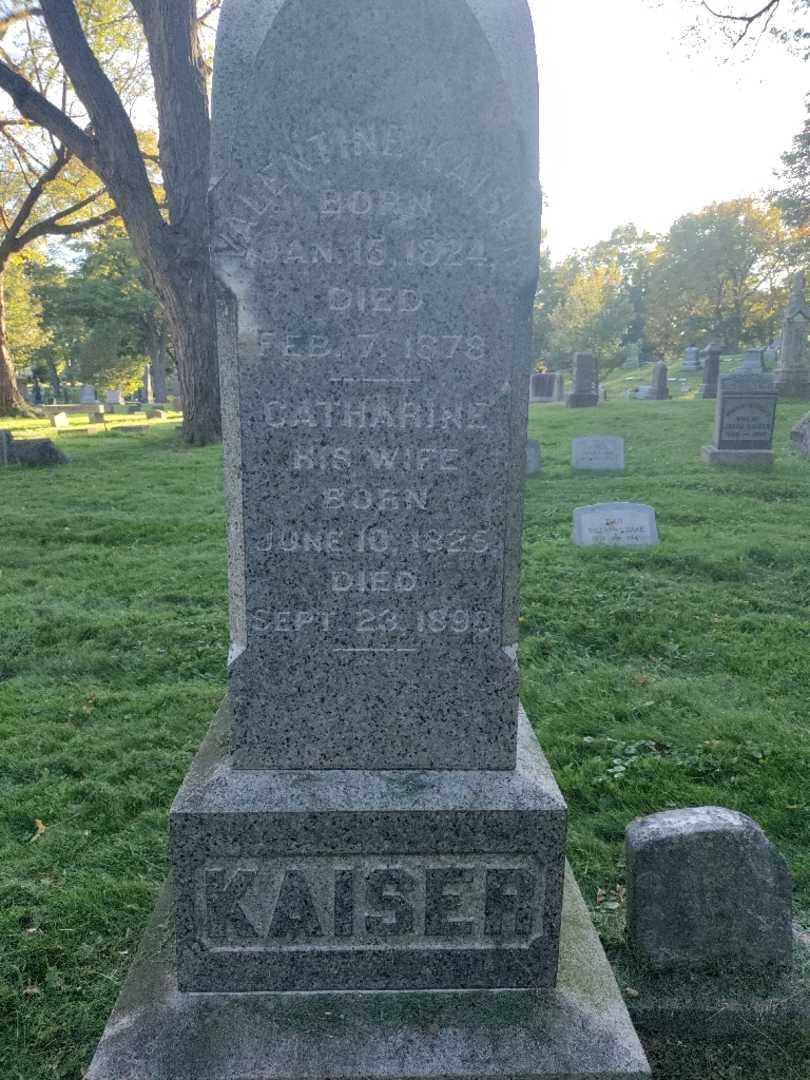 VALENTINE KAISER
BORN
JAN. 15, 1824.
DIED
FEB. 7. 1878
CATHARINE
HIS WIFE
BORN
JUNE 10. 1825.
DIED
SEPT. 23. 1890
KAISER